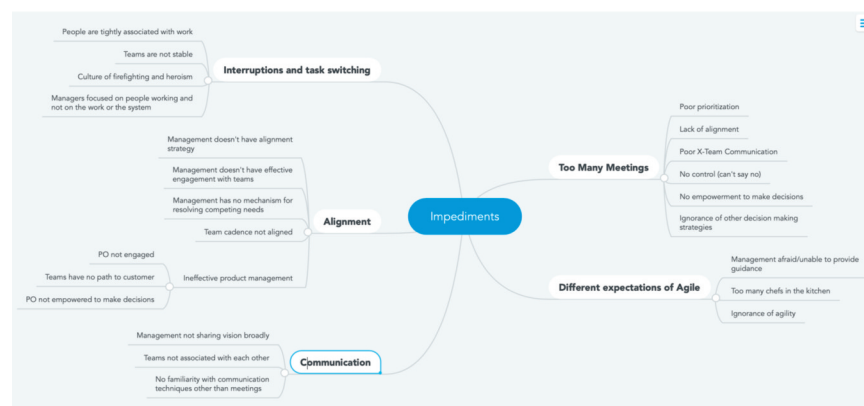 People are tightly associated with work
Teams are not stable
Culture of firefighting and heroism
Managers focused on people working and
not on the work or the system
Interruptions and task switching
Management doesn't have alignment
strategy
Management doesn't have effective
engagement with teams
Management has no mechanism for
resolving competing needs
Team cadence not aligned
Alignment
PO not engaged
Teams have no path to customer
PO not empowered to make decisions
Ineffective product management
Management not sharing vision broadly
Teams not associated with each other
No familiarity with communication
techniques other than meetings
Communication
Impediments
Too Many Meetings
Poor prioritization
Lack of alignment
Poor X-Team Communication
No control (can't say no)
No empowerment to make decisions
Ignorance of other decision making
strategies
Different expectations of Agile
Management afraid/unable to provide
guidance
Too many chefs in the kitchen
Ignorance of agility